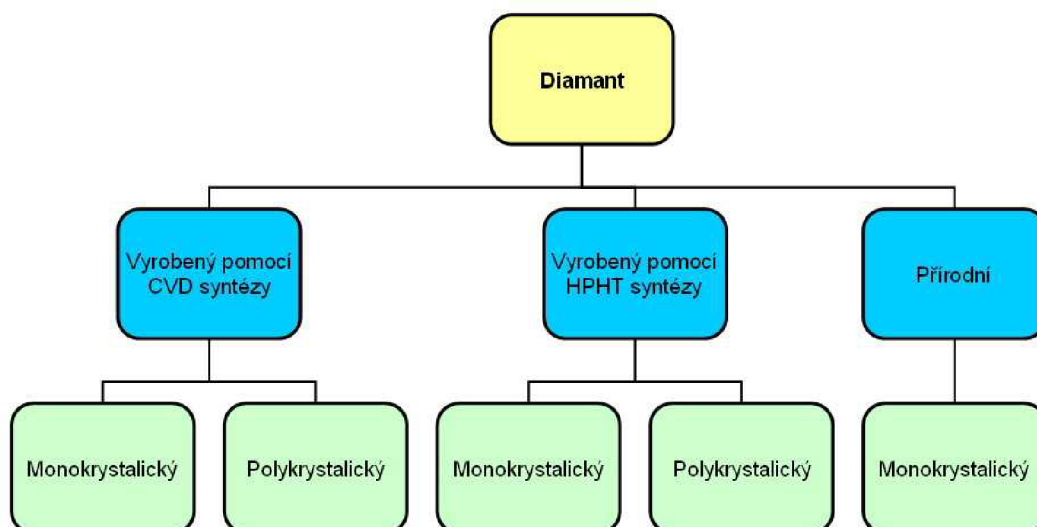 Diamant
Vyrobený pomocí
CVD syntézy
Vyrobený pomocí
HPHT syntézy
Přírodní
Monokrystalický
Polykrystalický
Monokrystalický
Polykrystalický
Monokrystalický